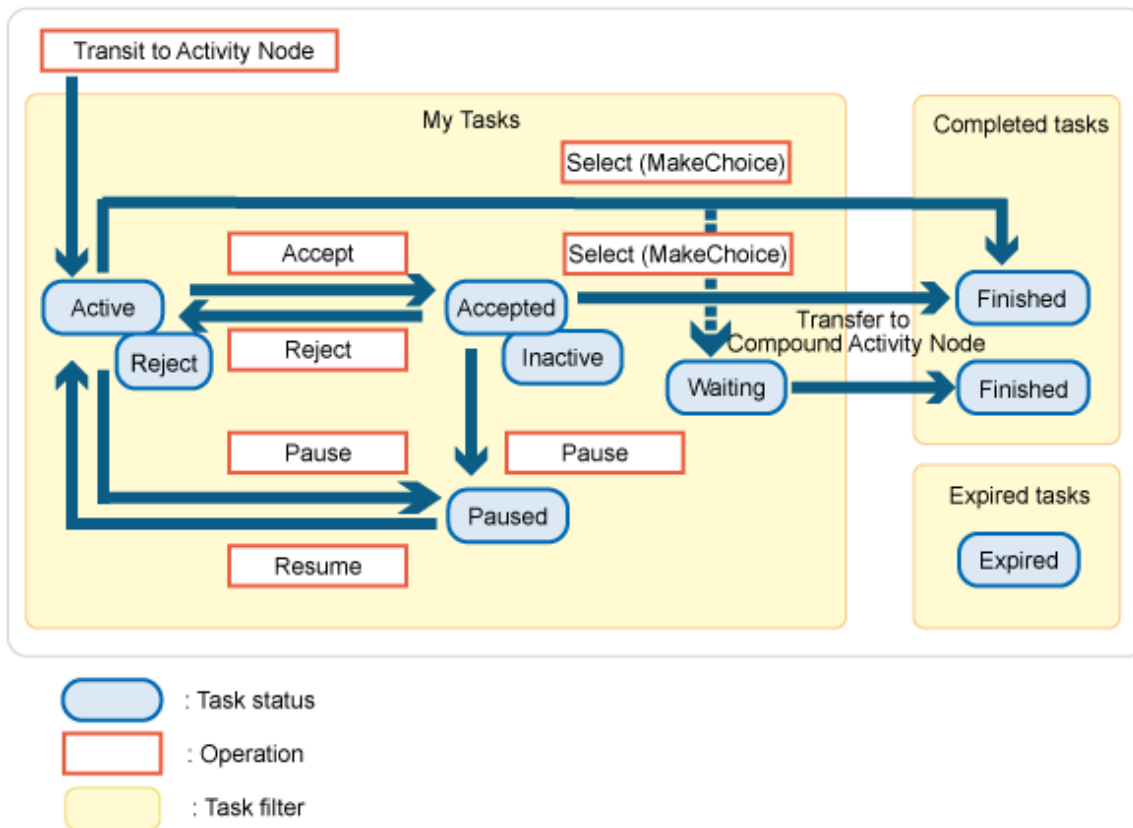 Transit to Activity Node
My Tasks
Completed tasks
Select (MakeChoice)
Accept
Select (MakeChoice)
Active
Accepted
Finished
Reject
Reject
Inactive
Transfer to
Compound Activity Node
Waiting
Finished
Pause
Pause
Paused
Expired tasks
Expired
Resume
: Task status
: Operation
: Task filter